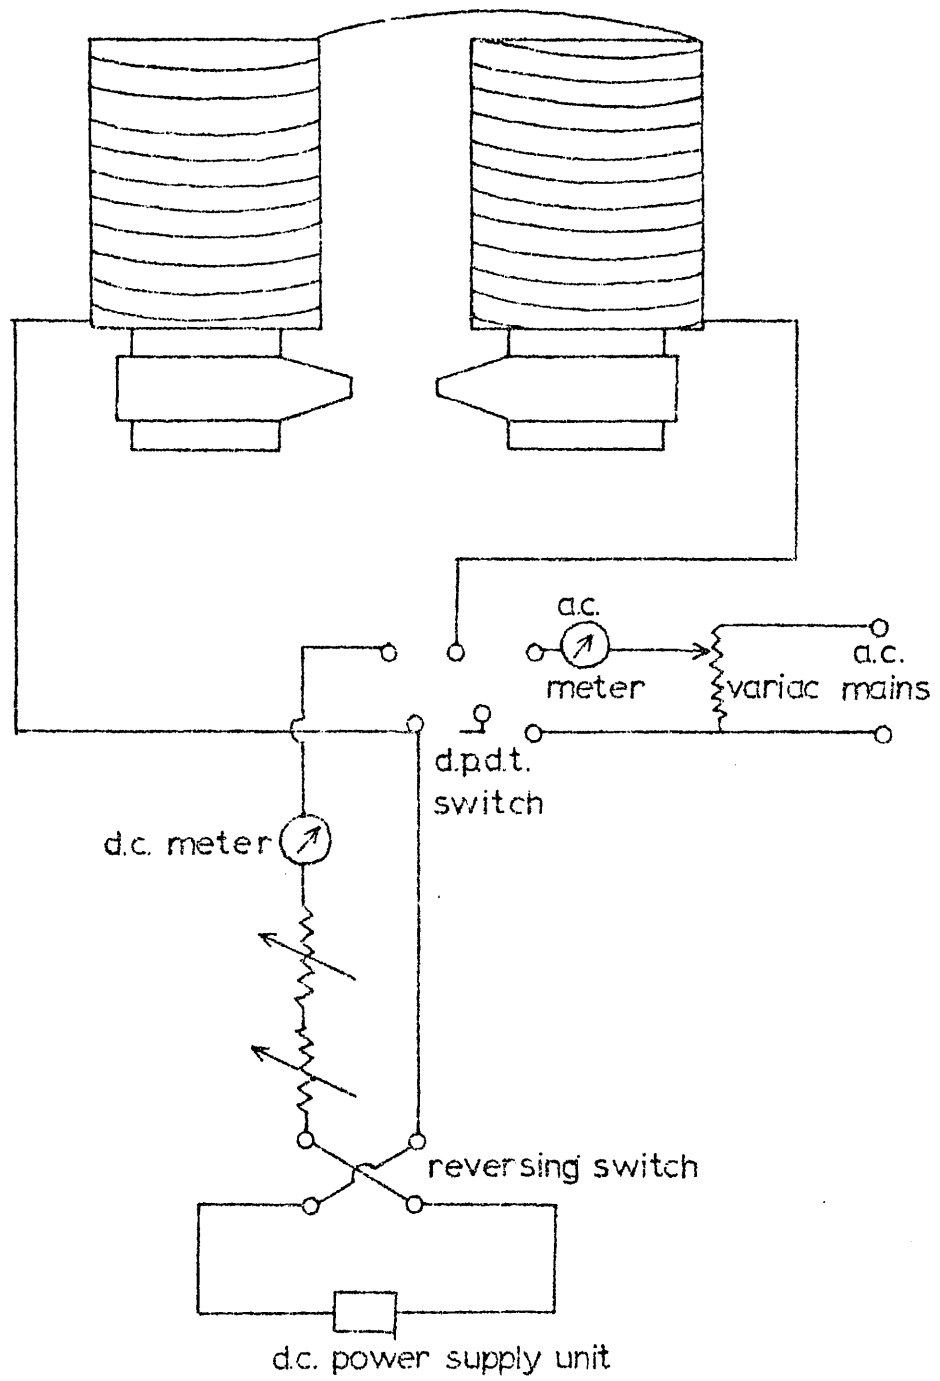 a.c.
meter
variac
a.c.
mains
d.p.d.t.
switch
d.c. meter
reversing switch
d.c. power supply unit